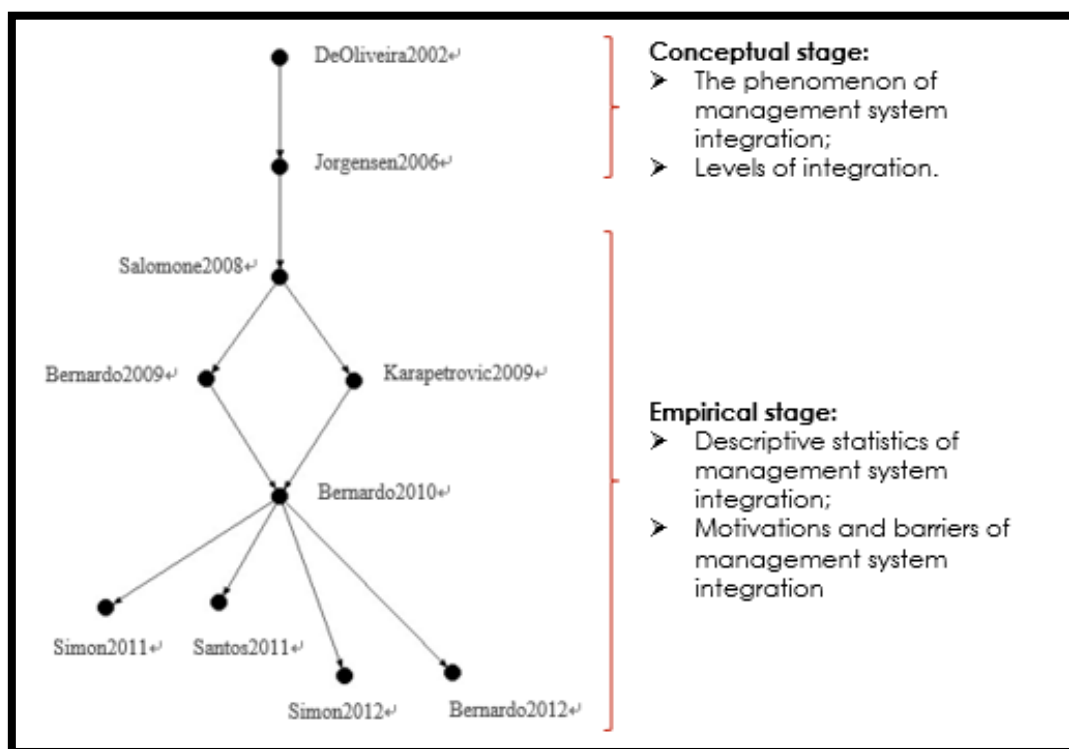 DeOliveira2002↵
Jorgensen2006↵
Salomone2008↵
Bernardo2009↵
Karapetrovic2009↵
Bernardo2010↵
Simon2011↵
Santos2011↵
Simon2012↵
Bernardo2012↵
Conceptual stage:
➢ The phenomenon of
management system
integration;
➢ Levels of integration.
Empirical stage:
➢ Descriptive statistics of
management system
integration;
➢ Motivations and barriers of
management system
integration